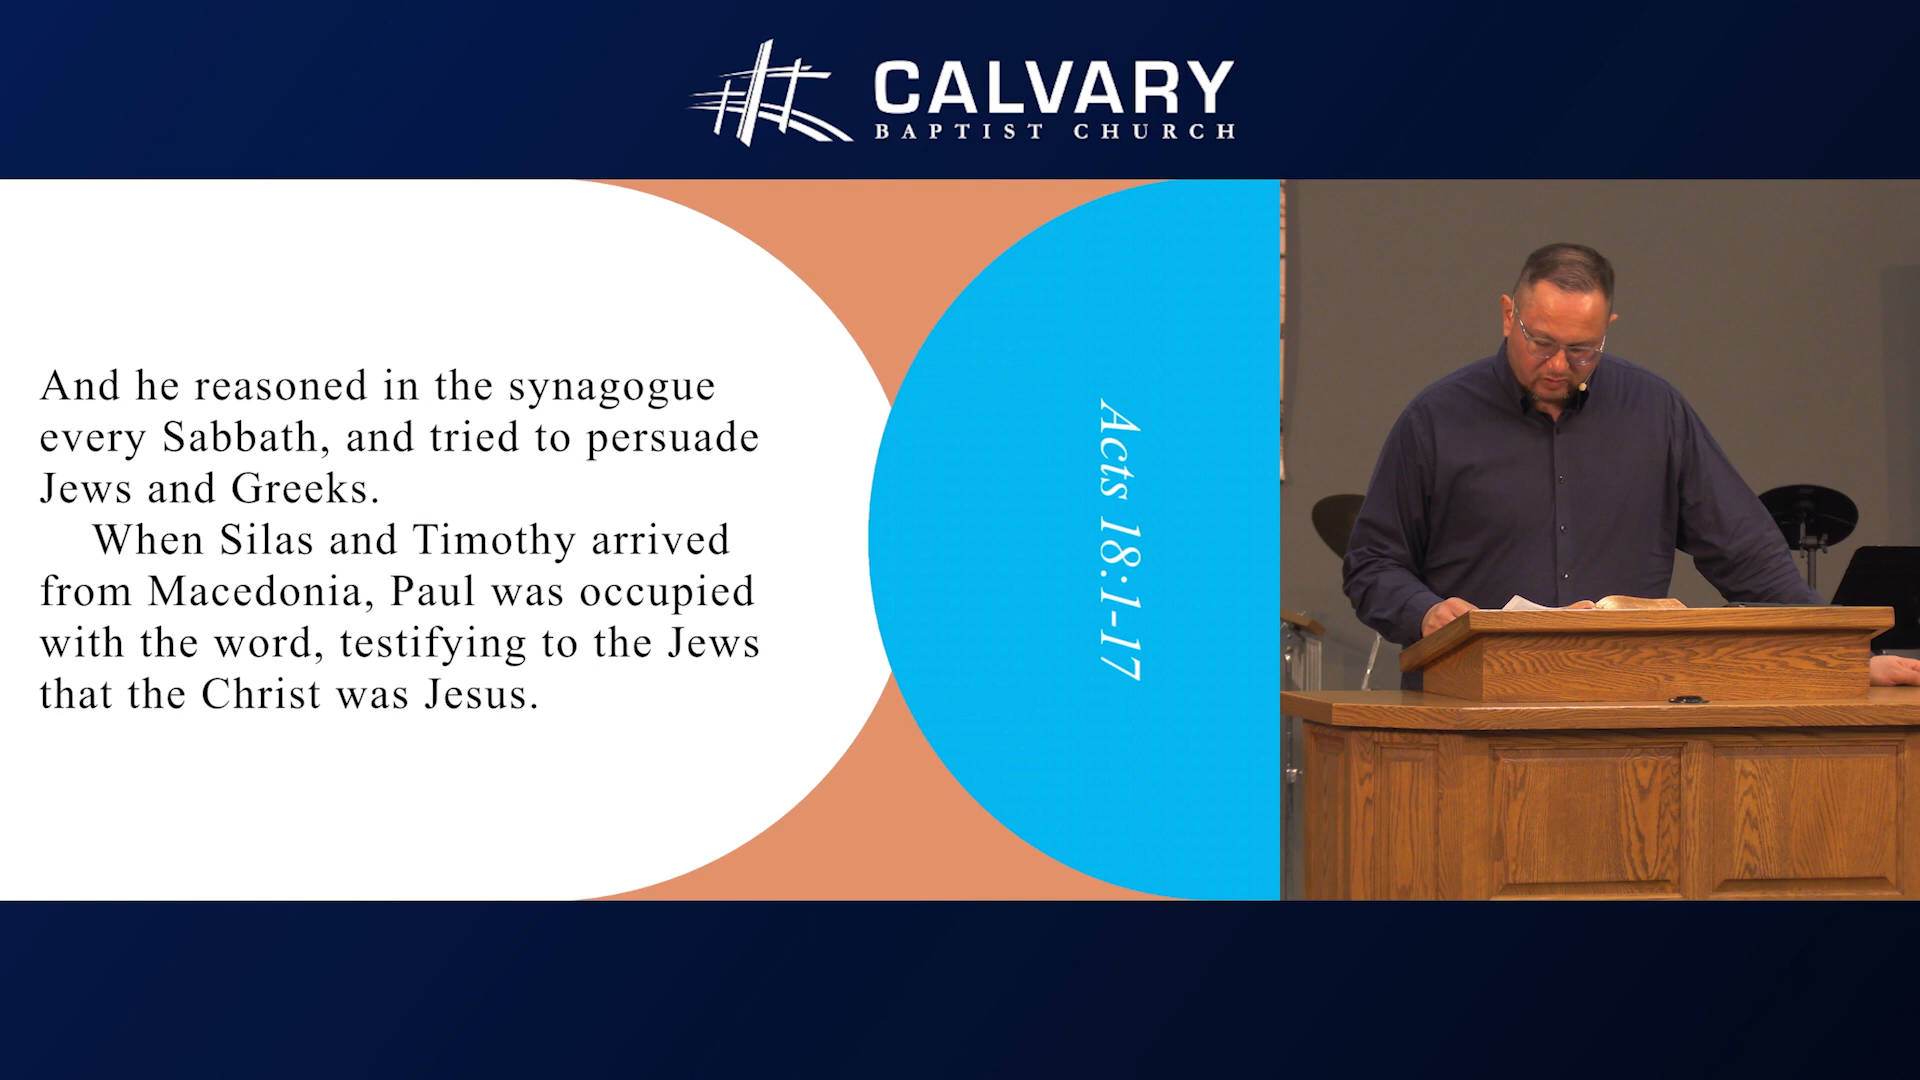 CALVARY
BAPTIST CHURCH
And he reasoned in the synagogue
every Sabbath, and tried to persuade
Jews and Greeks.
When Silas and Timothy arrived
from Macedonia, Paul was occupied
with the word, testifying to the Jews
that the Christ was Jesus.
Acts 18:1-17